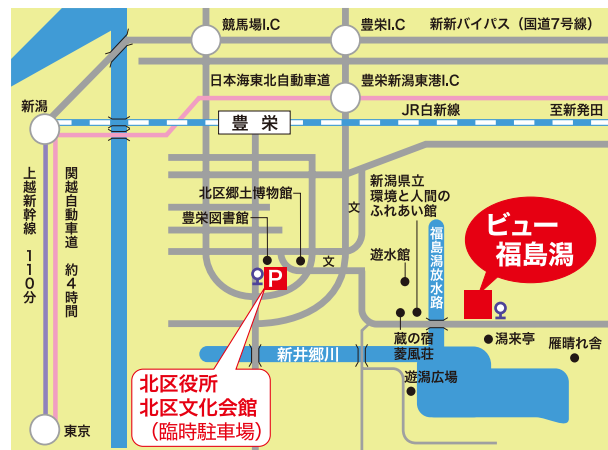 競馬場I.C
豊栄I.C
新新バイパス（国道7号線）
日本海東北自動車道
豊栄新潟東港I.C
新潟
JR白新線
至新発田
豊栄
上越新幹線 110分
関越自動車道 約4時間
北区郷土博物館
豊栄図書館
文
文
新潟県立
環境と人間の
ふれあい館
遊水館
福島潟放水路
ビュー
福島潟
P
蔵の宿
菱風荘
潟来亭
雁晴れ舎
新井郷川
遊潟広場
北区役所
北区文化会館
（臨時駐車場）
東京